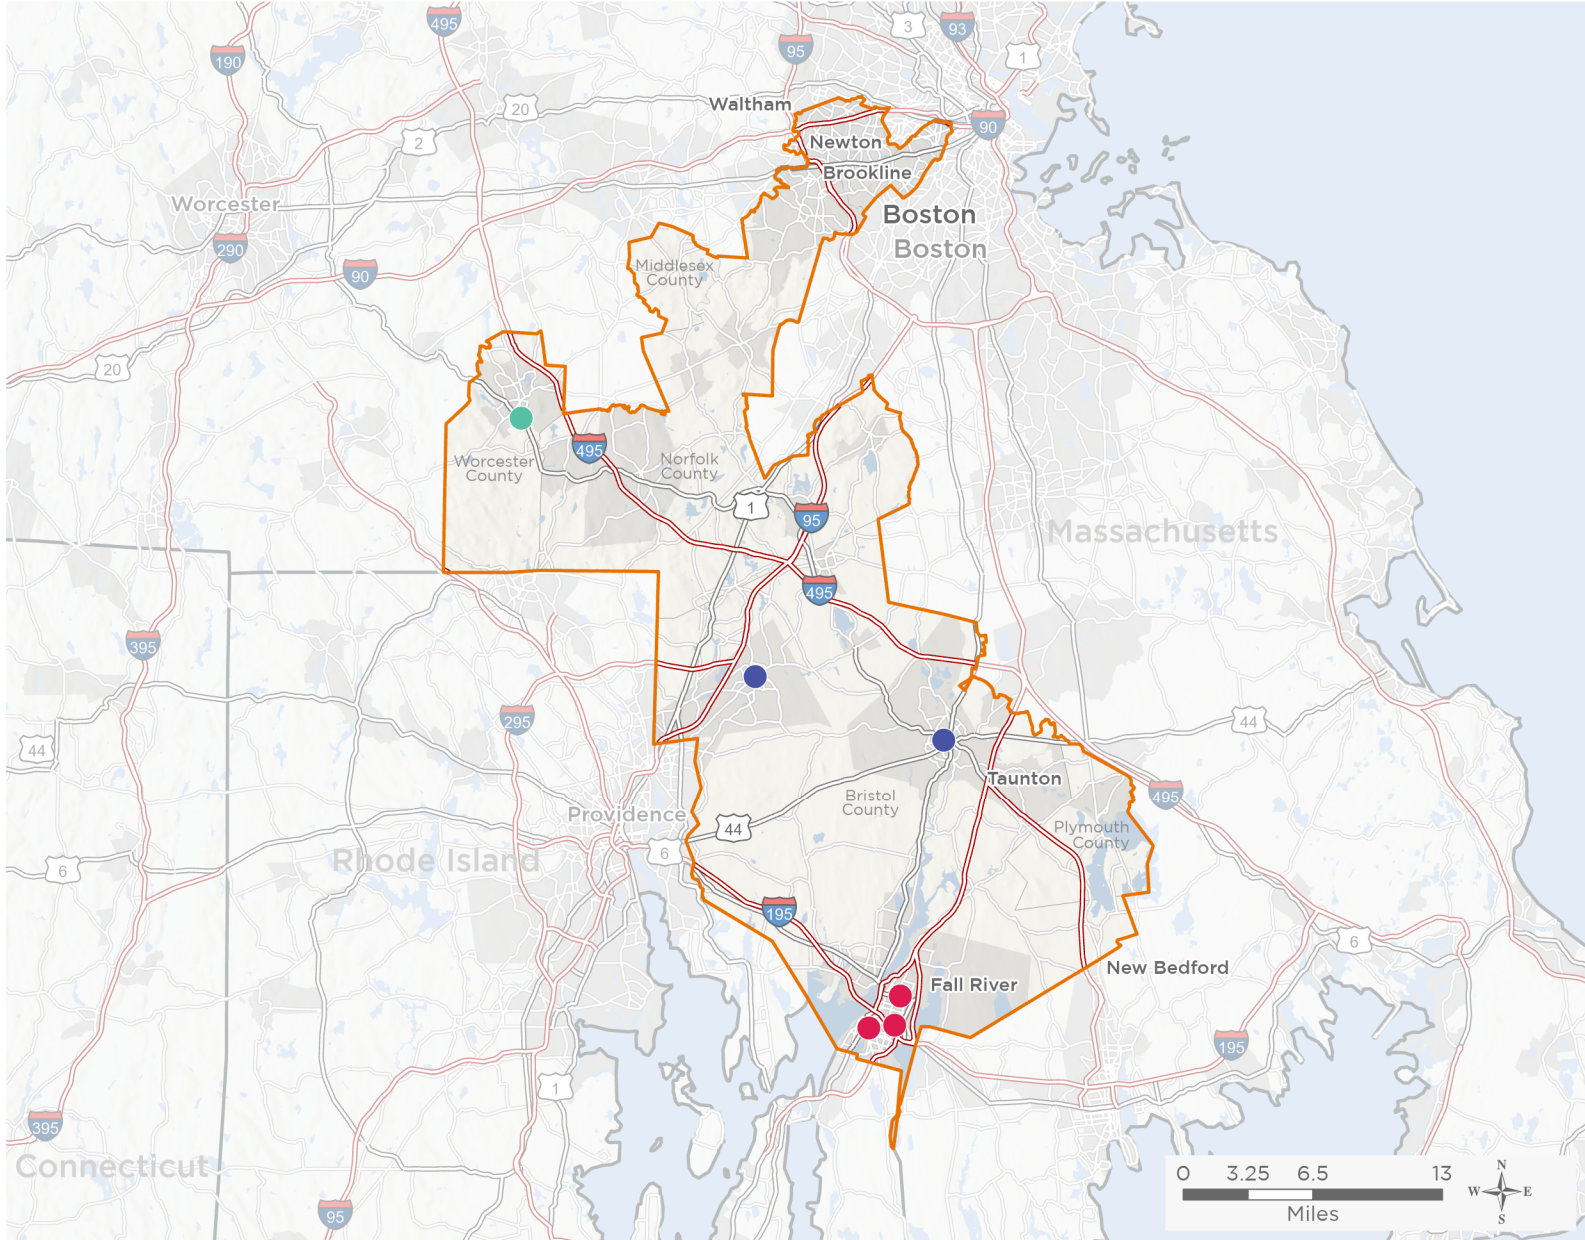 495
3
93
190
95
1
20
Waltham
90
2
Newton
Brookline
Worcester
Boston
Boston
290
90
Middlesex
County
20
495
Worcester
County
Norfolk
County
1
95
Massachusetts
495
395
295
44
44
Taunton
495
Bristol
County
Providence
44
Plymouth
County
6
Rhode Island
6
195
6
New Bedford
Fall River
195
1
395
Connecticut
95
0 3.25 6.5 13
Miles
N
W E
S